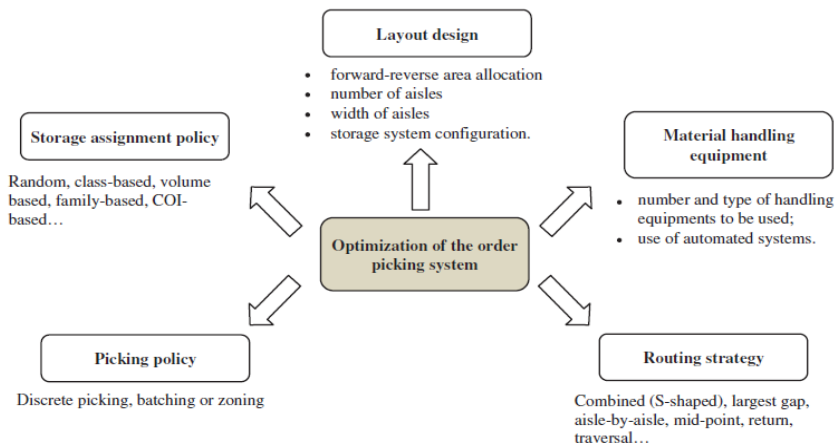 Layout design
• forward-reverse area allocation
• number of aisles
• width of aisles
• storage system configuration.
Storage assignment policy
Random, class-based, volume
based, family-based, COI-
based…
Material handling
equipment
• number and type of handling
equipments to be used;
• use of automated systems.
Optimization of the order
picking system
Picking policy
Discrete picking, batching or zoning
Routing strategy
Combined (S-shaped), largest gap,
aisle-by-aisle, mid-point, return,
traversal…